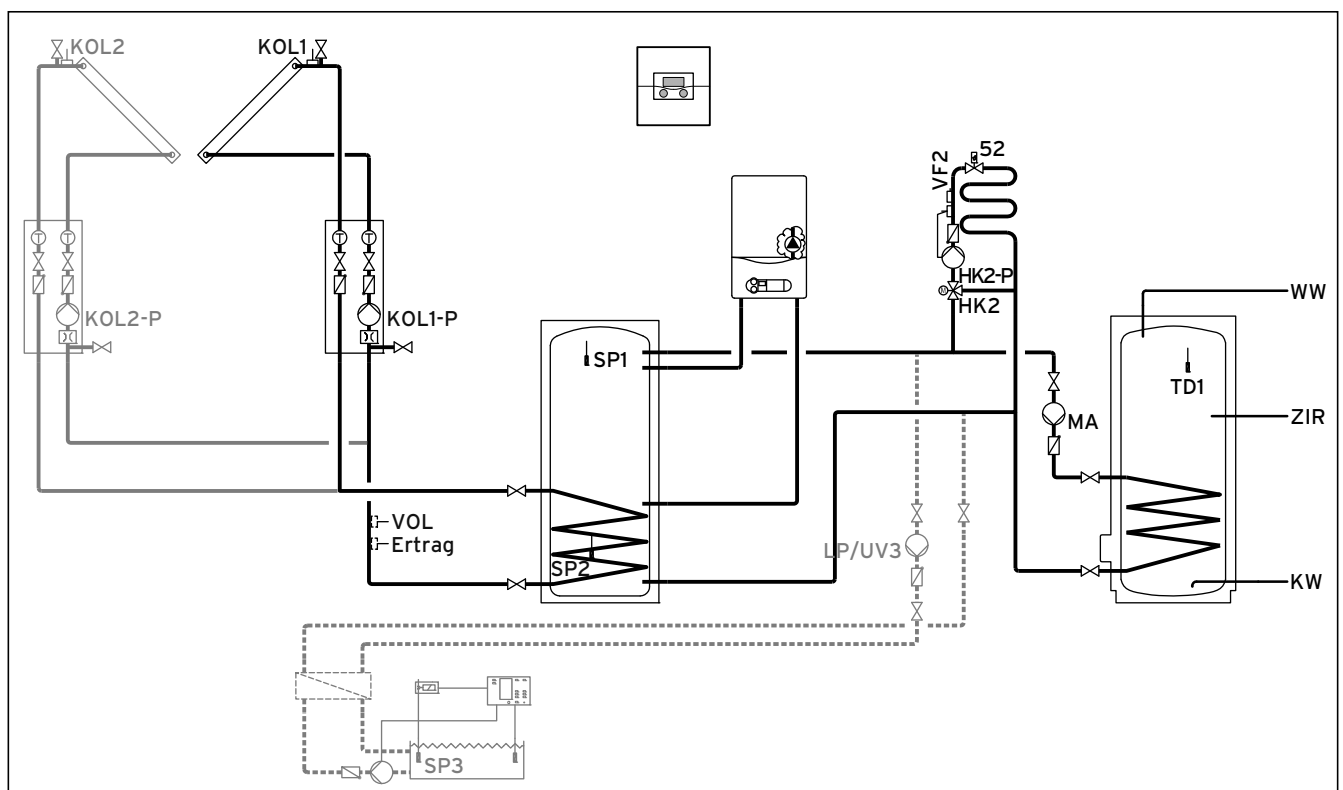 KOL2
KOL1
VF2
52
KOL2-P
KOL1-P
HK2-P
HK2
WW
SP1
TD1
MA
ZIR
VOL
Ertrag
LP/UV3
SP2
KW
SP3
T
T
T
T
M